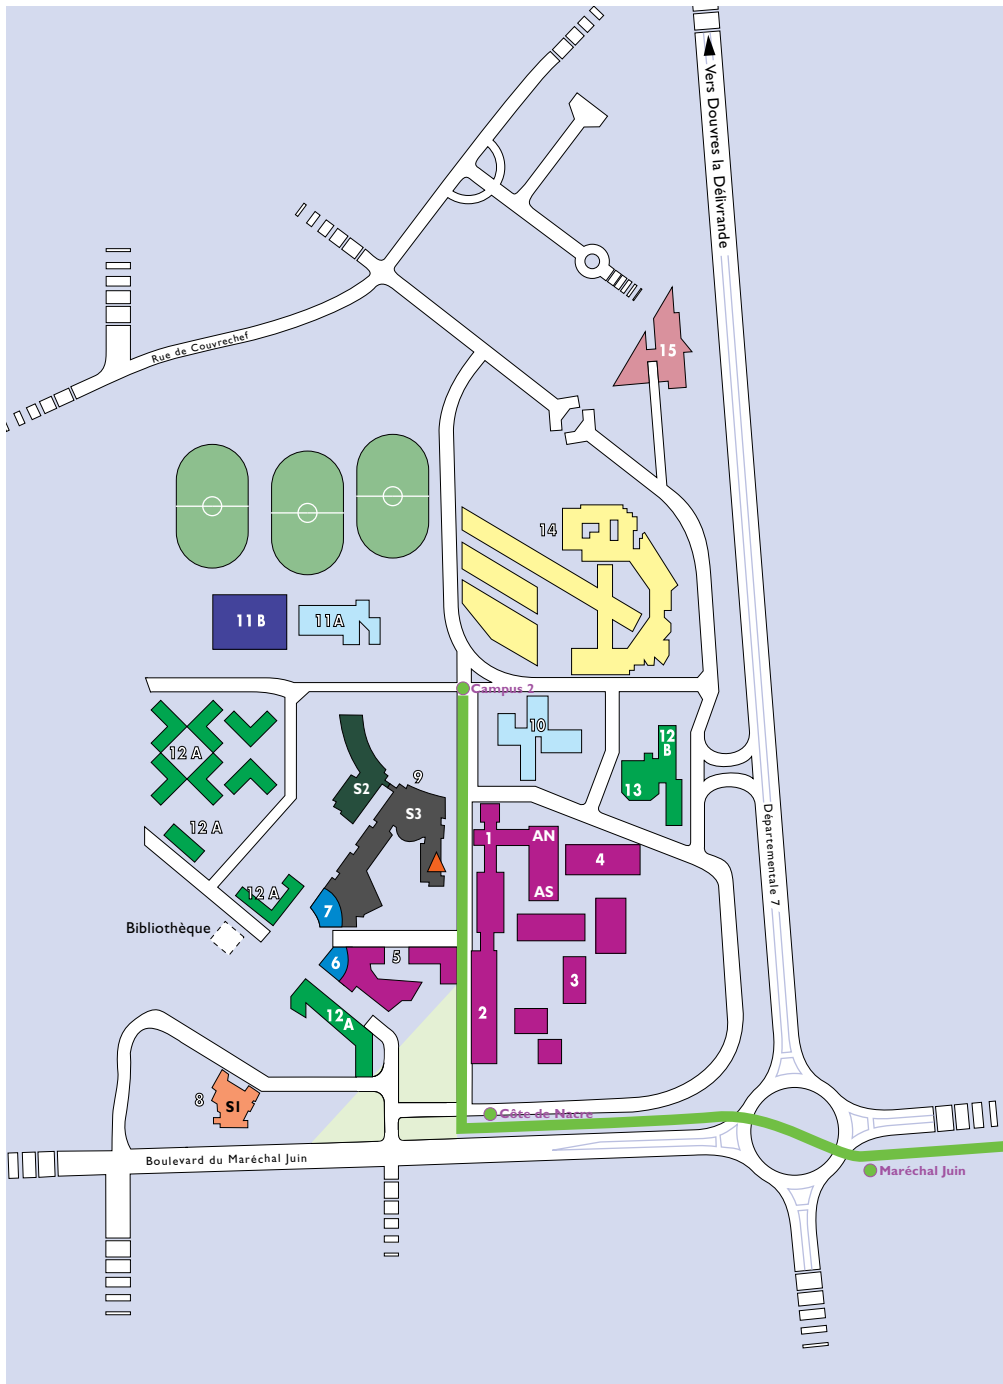 Vers Douvres la Délivrande
Rue de Couvrechef
15
14
11 B
11A
Campus 2
12 A
10
12
B
13
9
S2
S3
12 A
1
AN
4
AS
12 A
7
Bibliothèque
Départementale 7
5
6
3
2
12
A
8
S1
Côte de Nacre
Boulevard du Maréchal Juin
Maréchal Juin